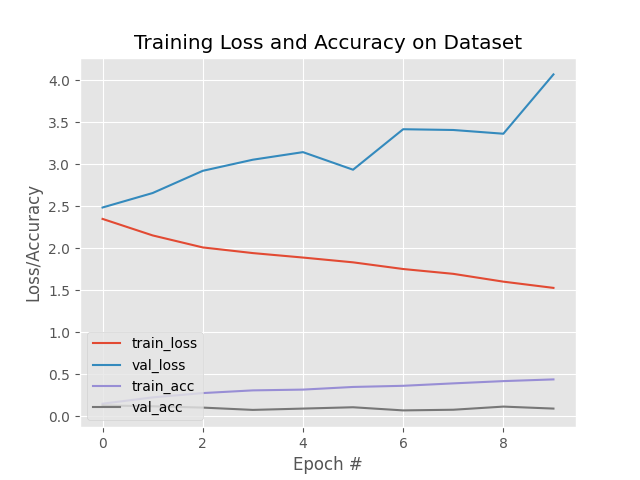 Training Loss and Accuracy on Dataset
Loss/Accuracy
4.0
3.5
3.0
2.5
2.0
1.5
1.0
0.5
0.0
train_loss
val_loss
train_acc
val_acc
0 2 4 6 8
Epoch #